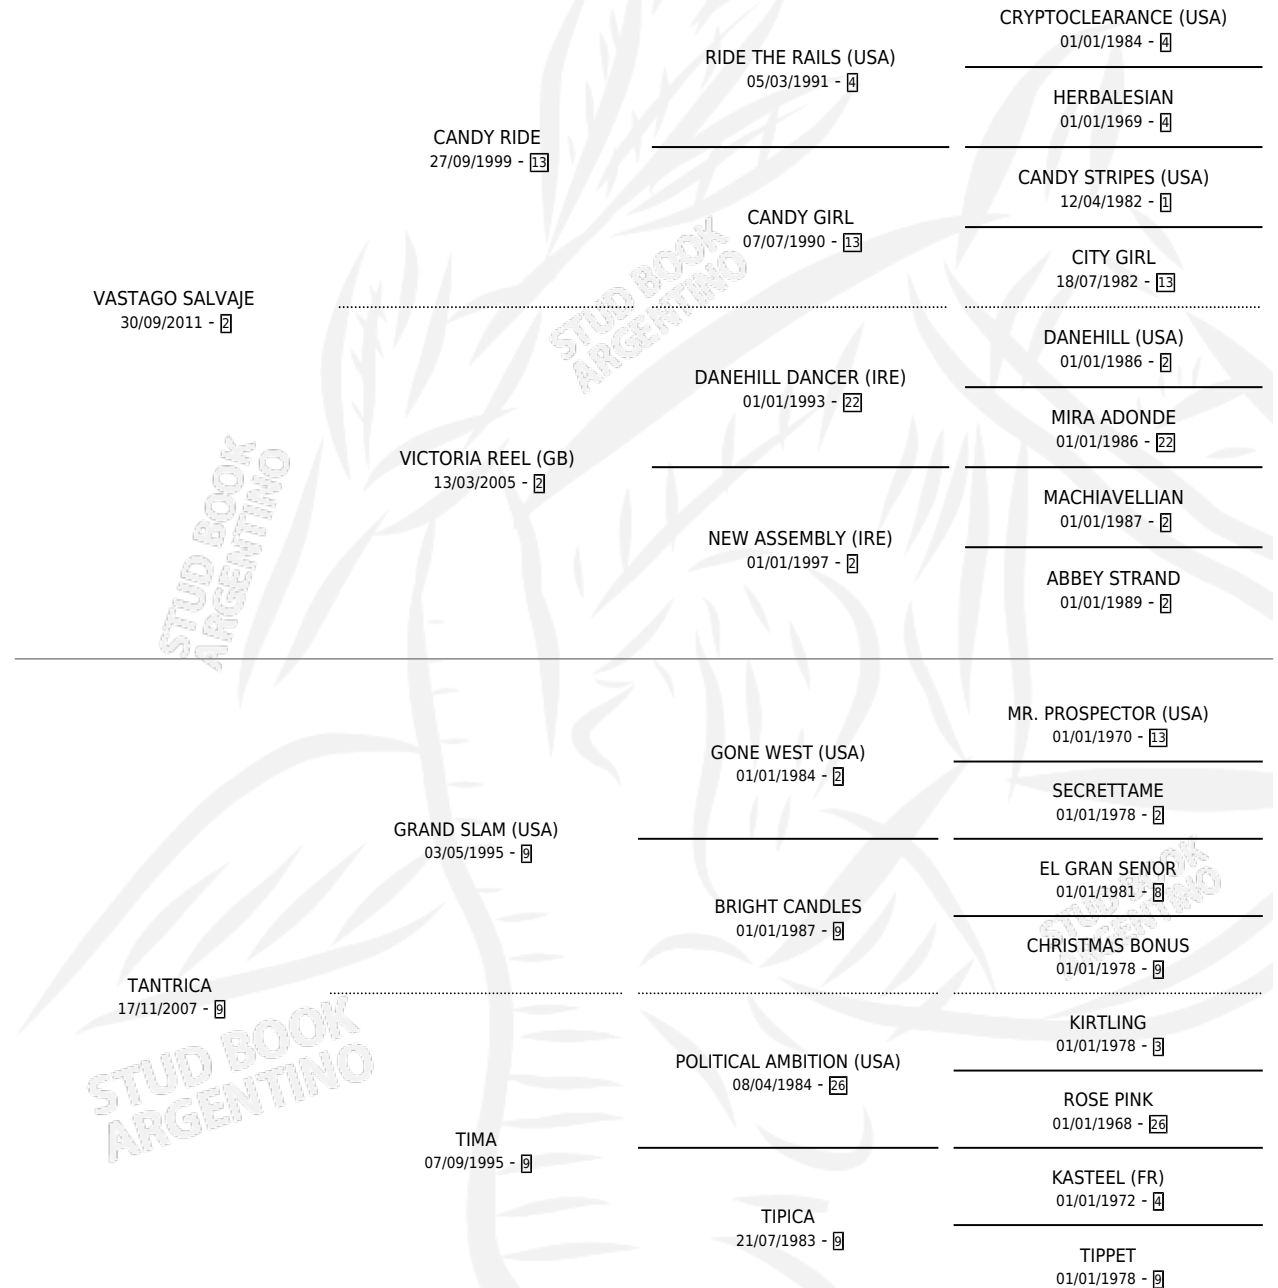 CRYPTOCLEARANCE (USA)
01/01/1984 - 4
RIDE THE RAILS (USA)
05/03/1991 - 4
HERBALESIAN
01/01/1969 - 4
CANDY RIDE
27/09/1999 - 13
CANDY STRIPES (USA)
12/04/1982 - 1
CANDY GIRL
07/07/1990 - 13
CITY GIRL
18/07/1982 - 13
VASTAGO SALVAJE
30/09/2011 - 2
DANEHILL (USA)
01/01/1986 - 2
DANEHILL DANCER (IRE)
01/01/1993 - 22
MIRA ADONDE
01/01/1986 - 22
VICTORIA REEL (GB)
13/03/2005 - 2
MACHIAVELLIAN
01/01/1987 - 2
NEW ASSEMBLY (IRE)
01/01/1997 - 2
ABBEY STRAND
01/01/1989 - 2
MR. PROSPECTOR (USA)
01/01/1970 - 13
GONE WEST (USA)
01/01/1984 - 2
SECRETTAME
01/01/1978 - 2
GRAND SLAM (USA)
03/05/1995 - 9
EL GRAN SENOR
01/01/1981 - 8
BRIGHT CANDLES
01/01/1987 - 9
CHRISTMAS BONUS
01/01/1978 - 9
TANTRICA
17/11/2007 - 9
KIRTLING
01/01/1978 - 3
POLITICAL AMBITION (USA)
08/04/1984 - 26
ROSE PINK
01/01/1968 - 26
TIMA
07/09/1995 - 9
KASTEEL (FR)
01/01/1972 - 4
TIPICA
21/07/1983 - 9
TIPPET
01/01/1978 - 9
STUD BOOK
ARGENTINO
STUD BOOK
ARGENTINO
STUD BOOK
ARGENTINO
STUD BOOK
ARGENTINO